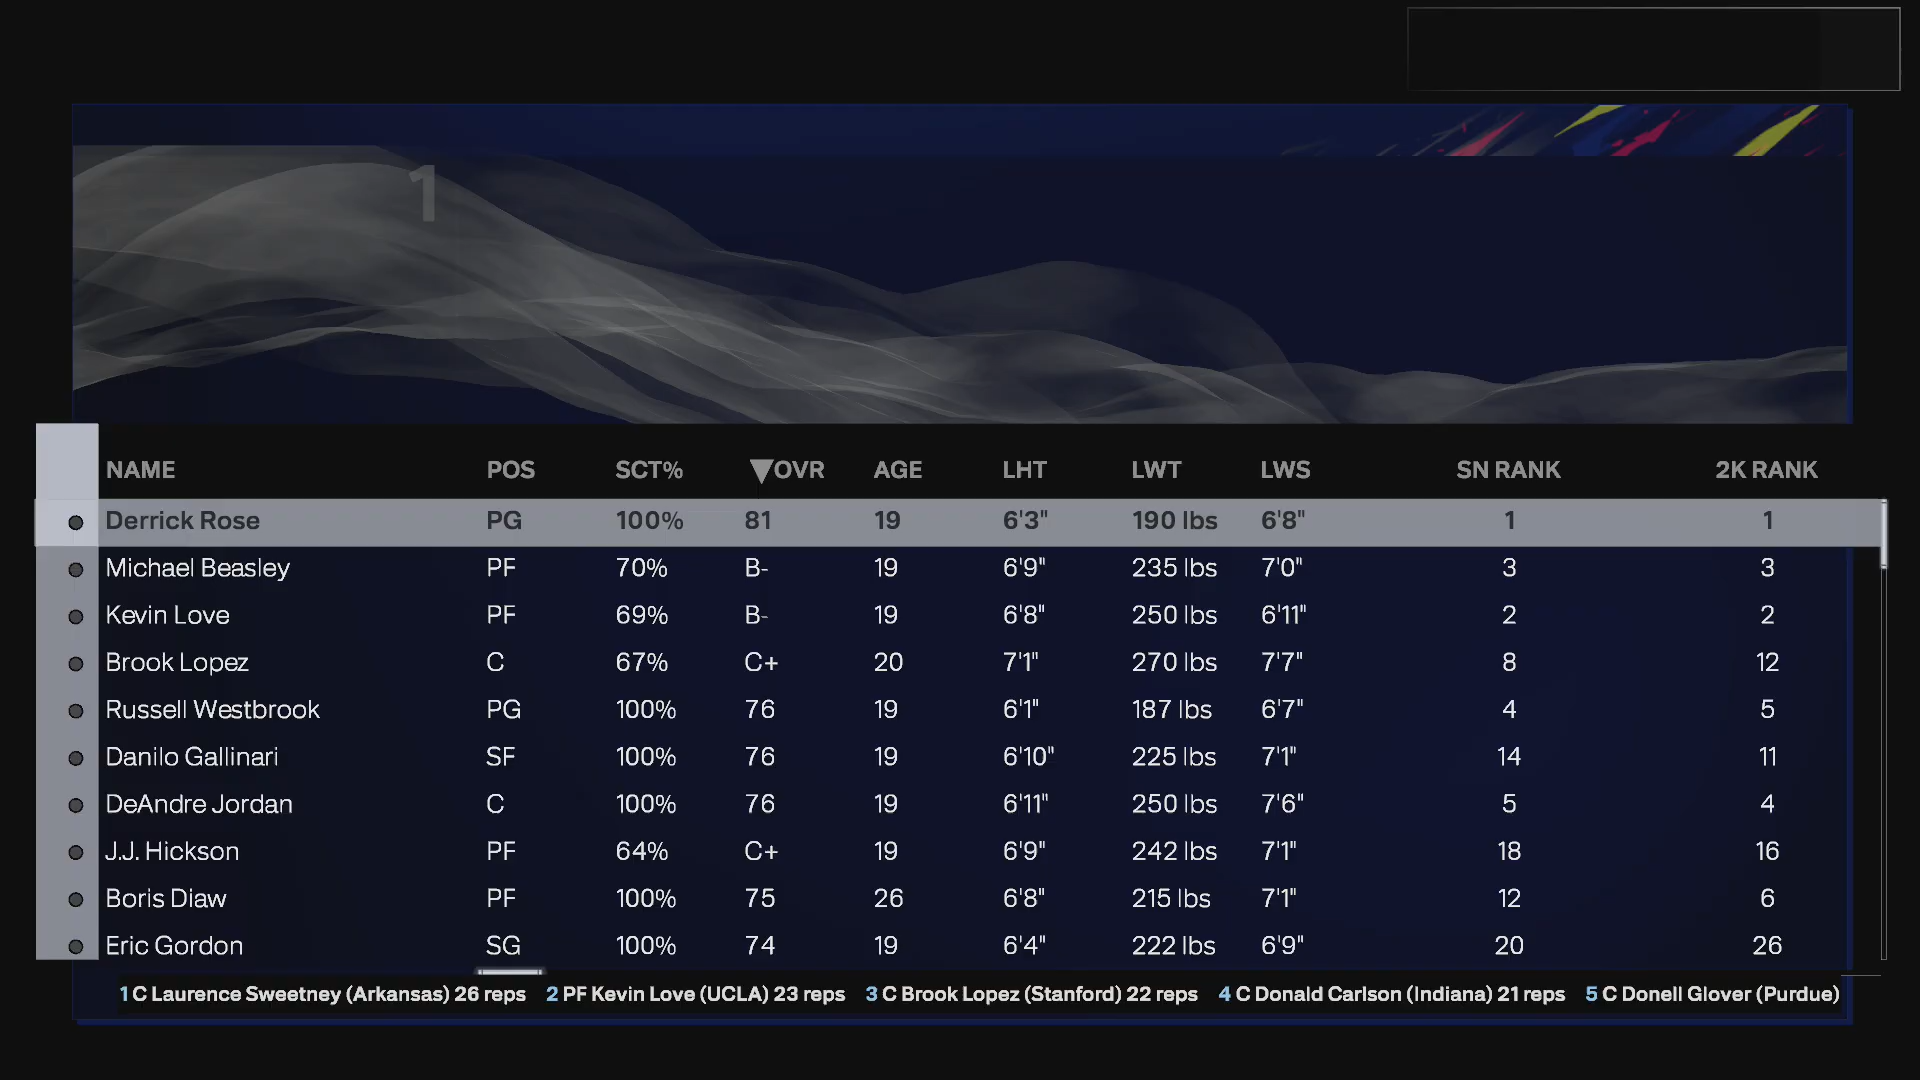 1
NAME POS SCT% ▼OVR AGE LHT LWT LWS SN RANK 2K RANK
Derrick Rose PG 100% 81 19 6'3" 190 lbs 6'8" 1 1
Michael Beasley PF 70% B- 19 6'9" 235 lbs 7'0" 3 3
Kevin Love PF 69% B- 19 6'8" 250 lbs 6'11" 2 2
Brook Lopez C 67% C+ 20 7'1" 270 lbs 7'7" 8 12
Russell Westbrook PG 100% 76 19 6'1" 187 lbs 6'7" 4 5
Danilo Gallinari SF 100% 76 19 6'10" 225 lbs 7'1" 14 11
DeAndre Jordan C 100% 76 19 6'11" 250 lbs 7'6" 5 4
J.J. Hickson PF 64% C+ 19 6'9" 242 lbs 7'1" 18 16
Boris Diaw PF 100% 75 26 6'8" 215 lbs 7'1" 12 6
Eric Gordon SG 100% 74 19 6'4" 222 lbs 6'9" 20 26
1 C Laurence Sweetney (Arkansas) 26 reps 2 PF Kevin Love (UCLA) 23 reps 3 C Brook Lopez (Stanford) 22 reps 4 C Donald Carlson (Indiana) 21 reps 5 C Donell Glover (Purdue)